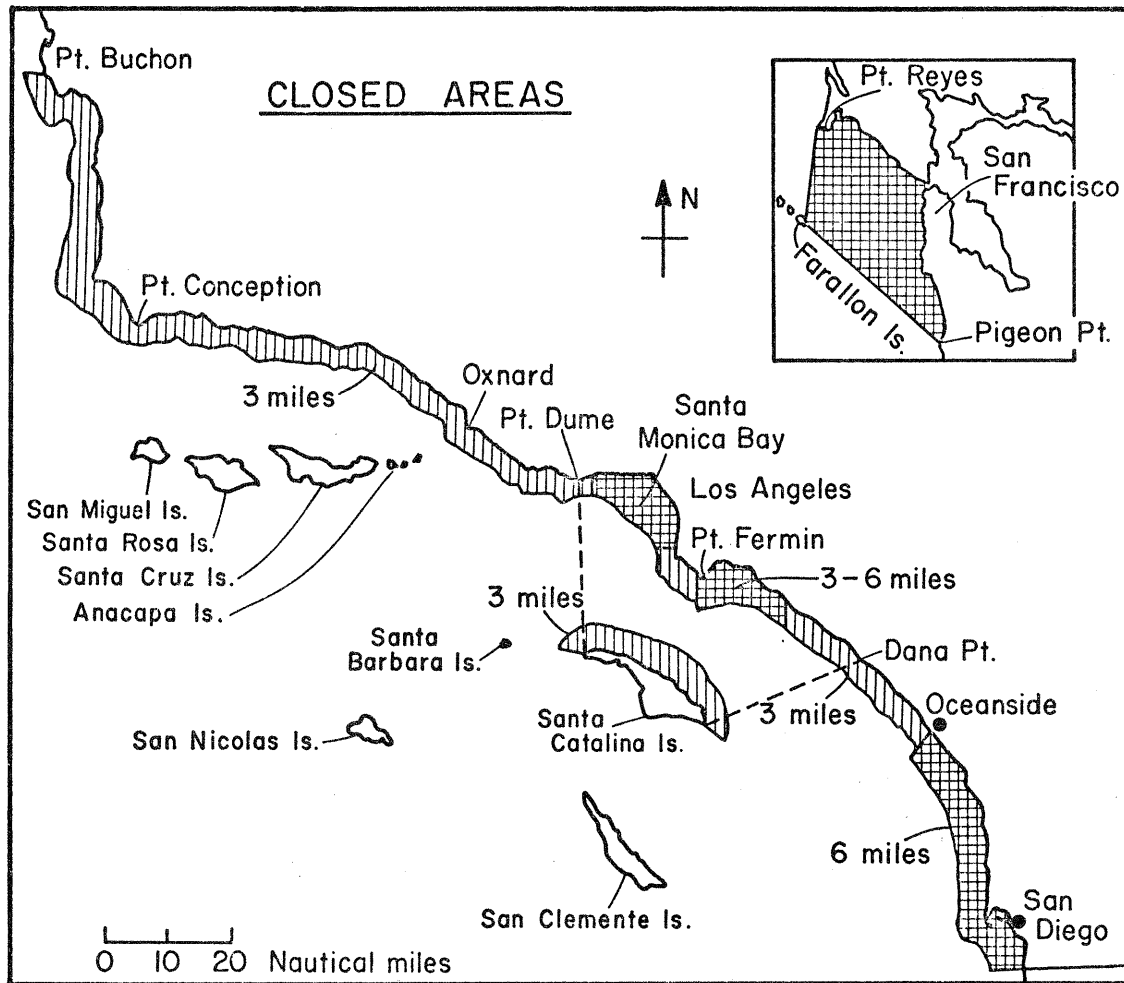 Pt. Buchon
CLOSED AREAS
Pt. Reyes
San
Francisco
Farallon Is.
Pigeon Pt.
N
Pt. Conception
3 miles
Oxnard
Pt. Dume
Santa
Monica Bay
Los Angeles
Pt. Fermin
3-6 miles
San Miguel Is.
Santa Rosa Is.
Santa Cruz Is.
Anacapa Is.
3 miles
Santa
Barbara Is.
Dana Pt.
3 miles
Oceanside
San Nicolas Is.
Santa
Catalina Is.
6 miles
San Clemente Is.
San
Diego
0 10 20 Nautical miles